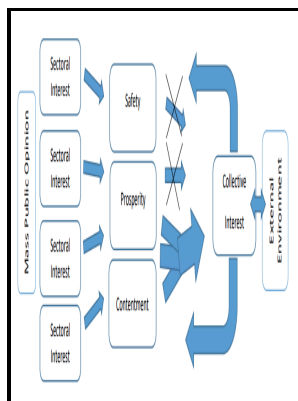 Mass Public Opinion
Sectoral
Interest
Sectoral
Interest
Sectoral
Interest
Sectoral
Interest
Safety
Prosperity
Contentment
Collective
Interest
External
Environment